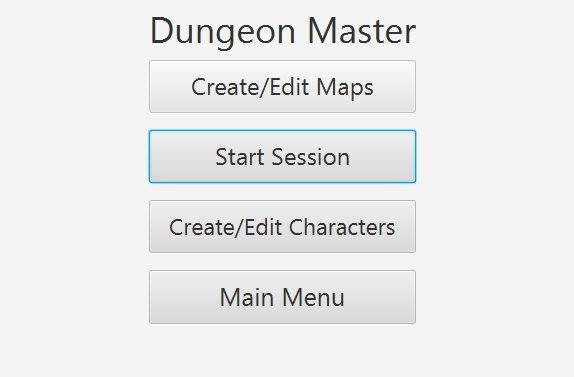 Dungeon Master
Create/Edit Maps
Start Session
Create/Edit Characters
Main Menu